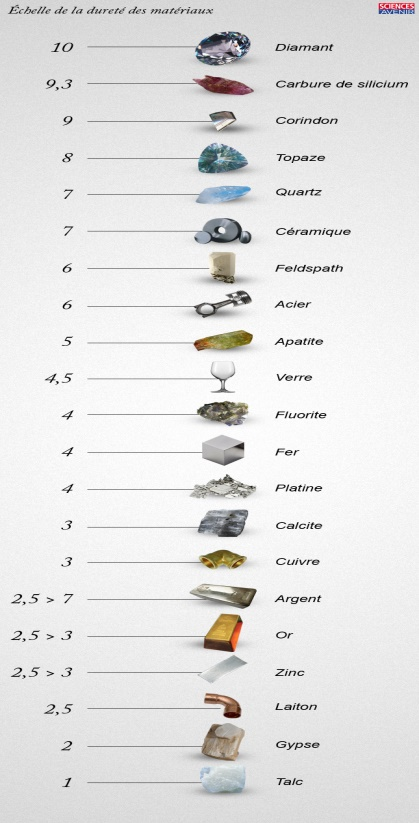 Échelle de la dureté des matériaux
SCIENCES
AVENIR
10 Diamant
9,3 Carbure de silicium
9 Corindon
8 Topaze
7 Quartz
7 Céramique
6 Feldspath
6 Acier
5 Apatite
4,5 Verre
4 Fluorite
4 Fer
4 Platine
3 Calcite
3 Cuivre
2,5 > 7 Argent
2,5 > 3 Or
2,5 > 3 Zinc
2,5 Laiton
2 Gypse
1 Talc